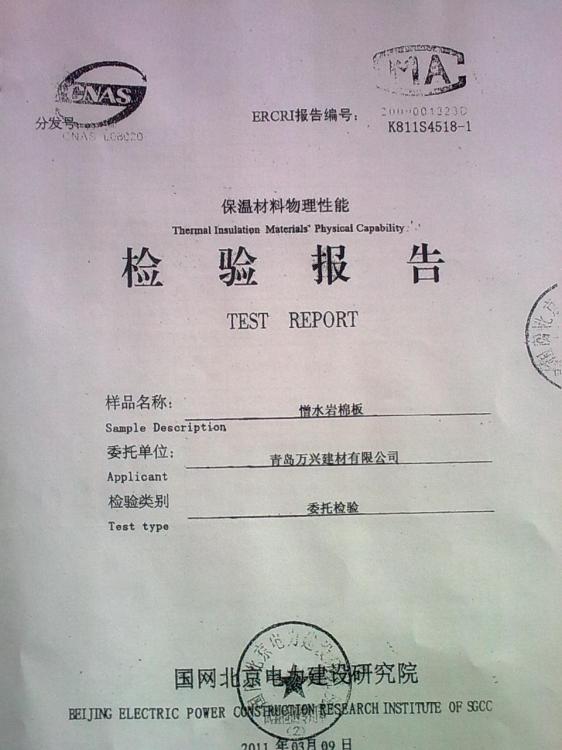 CNAS
MA
分发号:
CNAS L08020
ERCRI报告编号:
2009001323D
K811S4518-1
保温材料物理性能
Thermal Insulation Materials' Physical Capability
检验报告
TEST REPORT
样品名称:
憎水岩棉板
Sample Description
委托单位:
青岛万兴建材有限公司
Applicant
检验类别
委托检验
Test type
国网北京电力建设研究院
BEIJING ELECTRIC POWER CONSTRUCTION RESEARCH INSTITUTE OF SGCC
(2)
2011 年03月09日